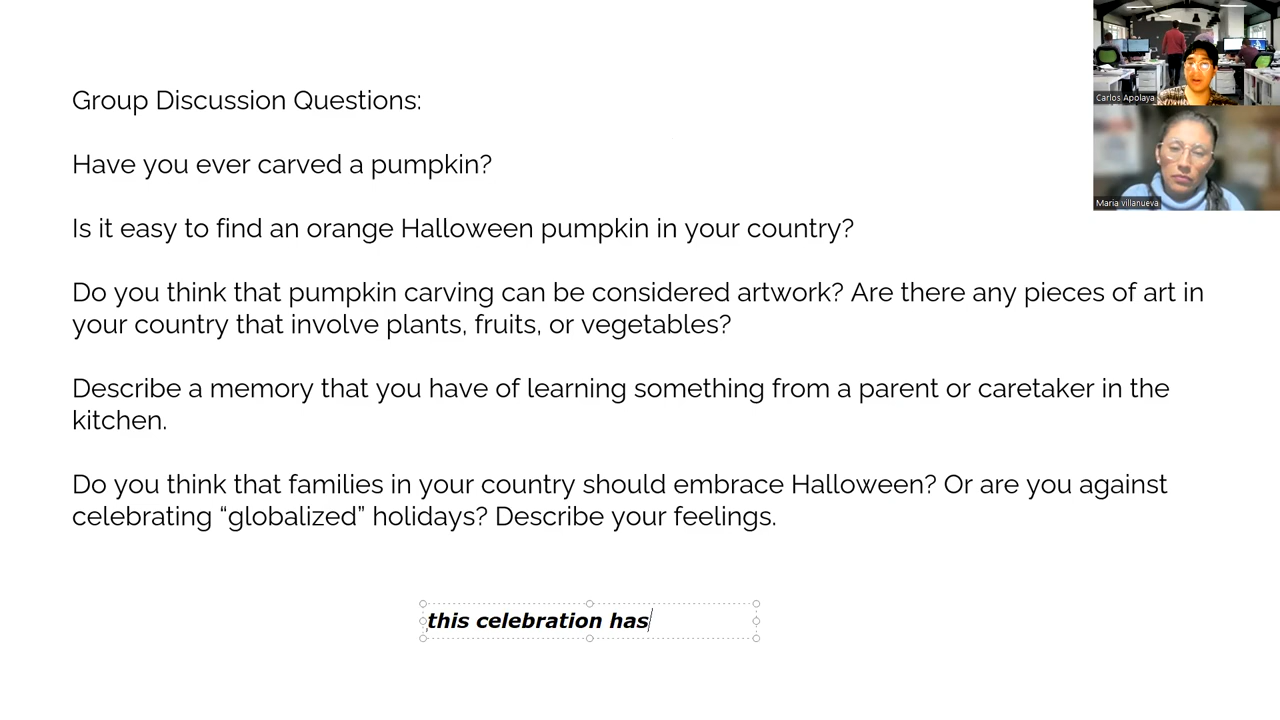 Group Discussion Questions:
Have you ever carved a pumpkin?
Is it easy to find an orange Halloween pumpkin in your country?
Do you think that pumpkin carving can be considered artwork? Are there any pieces of art in
your country that involve plants, fruits, or vegetables?
Describe a memory that you have of learning something from a parent or caretaker in the
kitchen.
Do you think that families in your country should embrace Halloween? Or are you against
celebrating “globalized” holidays? Describe your feelings.
this celebration has
Carlos Apolaya
Maria villanueva